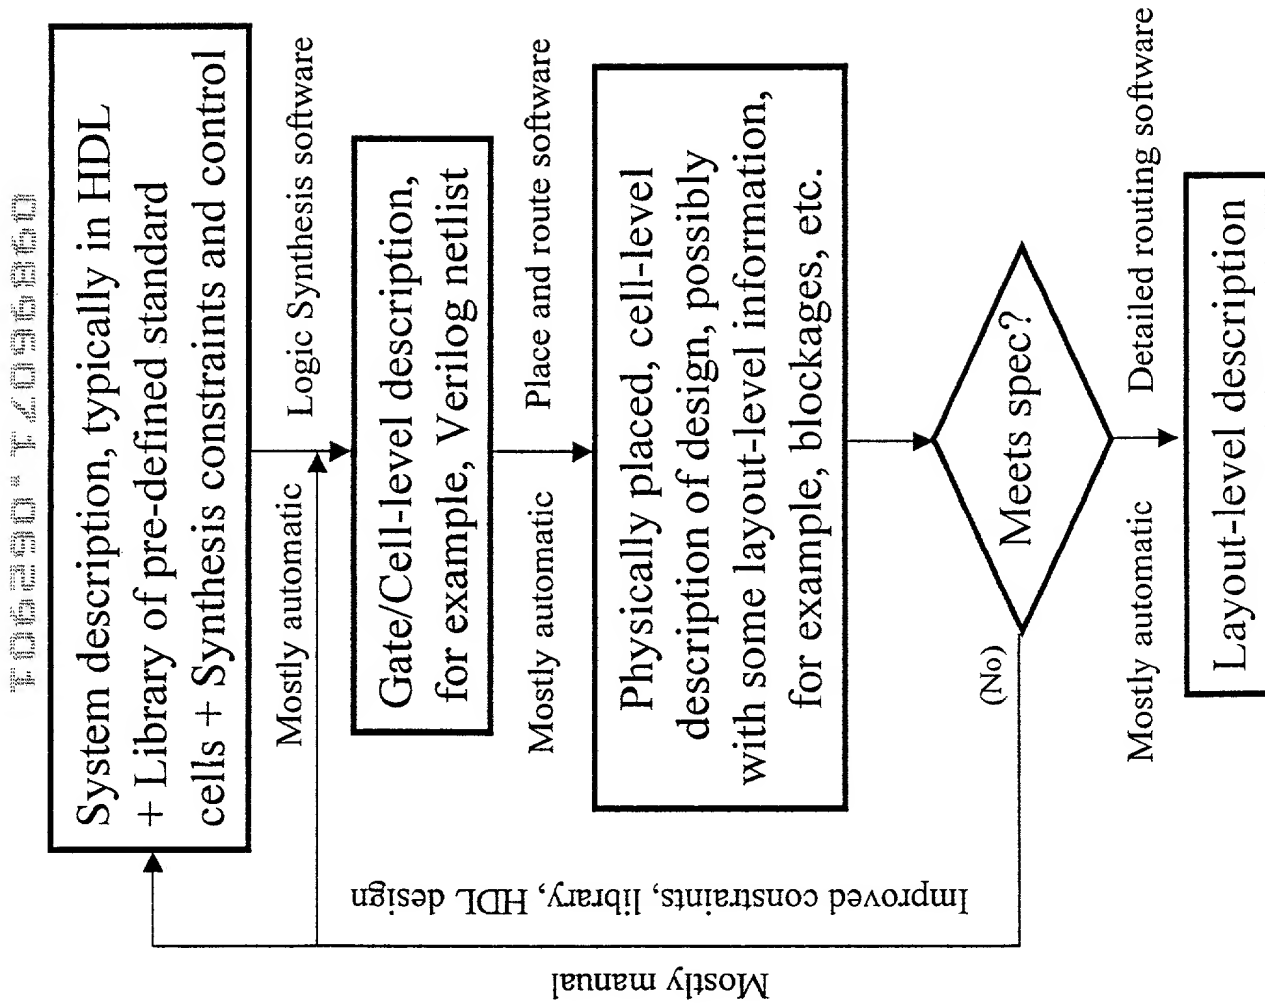 System description, typically in HDL
+ Library of pre-defined standard
cells + Synthesis constraints and control
Mostly automatic
Logic Synthesis software
Gate/Cell-level description,
for example, Verilog netlist
Mostly automatic
Place and route software
Physically placed, cell-level
description of design, possibly
with some layout-level information,
for example, blockages, etc.
Meets spec?
(No)
Mostly automatic
Detailed routing software
Layout-level description
Improved constraints, library, HDL design
Mostly manual